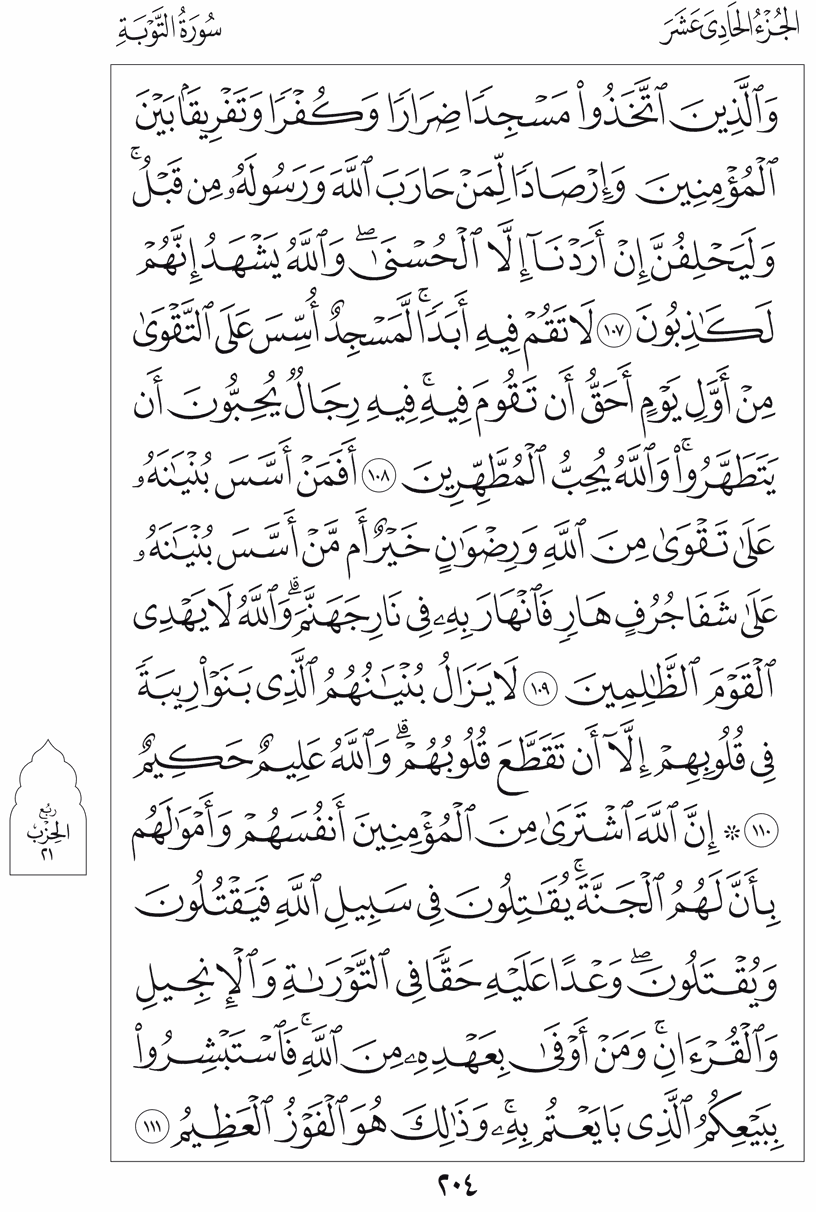 الجُزْءُ الحَادِى عَشَرَ
سُورَةُ التَّوْبَةِ
وَٱلَّذِينَ ٱتَّخَذُوا۟ مَسْجِدًا ضِرَارًا وَكُفْرًا وَتَفْرِيقًۢا بَيْنَ
ٱلْمُؤْمِنِينَ وَإِرْصَادًا لِّمَنْ حَارَبَ ٱللَّهَ وَرَسُولَهُۥ مِن قَبْلُ ۚ
وَلَيَحْلِفُنَّ إِنْ أَرَدْنَآ إِلَّا ٱلْحُسْنَىٰ ۖ وَٱللَّهُ يَشْهَدُ إِنَّهُمْ
لَكَـٰذِبُونَ ١٠٧ لَا تَقُمْ فِيهِ أَبَدًا ۚ لَّمَسْجِدٌ أُسِّسَ عَلَى ٱلتَّقْوَىٰ
مِنْ أَوَّلِ يَوْمٍ أَحَقُّ أَن تَقُومَ فِيهِ ۚ فِيهِ رِجَالٌ يُحِبُّونَ أَن
يَتَطَهَّرُوا۟ ۚ وَٱللَّهُ يُحِبُّ ٱلْمُطَّهِّرِينَ ١٠٨ أَفَمَنْ أَسَّسَ بُنْيَـٰنَهُۥ
عَلَىٰ تَقْوَىٰ مِنَ ٱللَّهِ وَرِضْوَٰنٍ خَيْرٌ أَم مَّنْ أَسَّسَ بُنْيَـٰنَهُۥ
عَلَىٰ شَفَا جُرُفٍ هَارٍ فَٱنْهَارَ بِهِۦ فِى نَارِ جَهَنَّمَ ۗ وَٱللَّهُ لَا يَهْدِى
ٱلْقَوْمَ ٱلظَّـٰلِمِينَ ١٠٩ لَا يَزَالُ بُنْيَـٰنُهُمُ ٱلَّذِى بَنَوْا۟ رِيبَةً
فِى قُلُوبِهِمْ إِلَّآ أَن تَقَطَّعَ قُلُوبُهُمْ ۗ وَٱللَّهُ عَلِيمٌ حَكِيمٌ
١١٠ ۞ إِنَّ ٱللَّهَ ٱشْتَرَىٰ مِنَ ٱلْمُؤْمِنِينَ أَنفُسَهُمْ وَأَمْوَٰلَهُم
بِأَنَّ لَهُمُ ٱلْجَنَّةَ ۚ يُقَـٰتِلُونَ فِى سَبِيلِ ٱللَّهِ فَيَقْتُلُونَ
وَيُقْتَلُونَ ۖ وَعْدًا عَلَيْهِ حَقًّا فِى ٱلتَّوْرَىٰةِ وَٱلْإِنجِيلِ
وَٱلْقُرْءَانِ ۚ وَمَنْ أَوْفَىٰ بِعَهْدِهِۦ مِنَ ٱللَّهِ ۚ فَٱسْتَبْشِرُوا۟
بِبَيْعِكُمُ ٱلَّذِى بَايَعْتُم بِهِۦ ۚ وَذَٰلِكَ هُوَ ٱلْفَوْزُ ٱلْعَظِيمُ ١١١
رُبْع
الحِزْب
٢١
٢٠٤